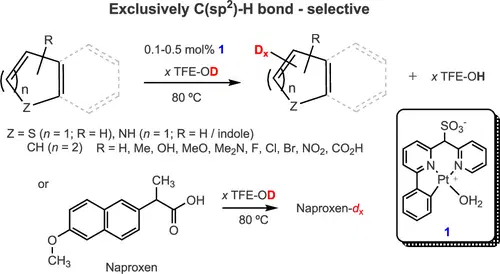 Exclusively C(sp²)-H bond - selective
R
n
Z
0.1-0.5 mol% 1
x TFE-OD
80 ºC
Dx
R
n
Z
+ x TFE-OH
Z = S (n = 1; R = H), NH (n = 1; R = H / indole)
CH (n = 2) R = H, Me, OH, MeO, Me₂N, F, Cl, Br, NO₂, CO₂H
SO₃⁻
N
N
Pt +
OH₂
1
or
CH₃
OH
O
O
CH₃
Naproxen
x TFE-OD
80 ºC
Naproxen-dx